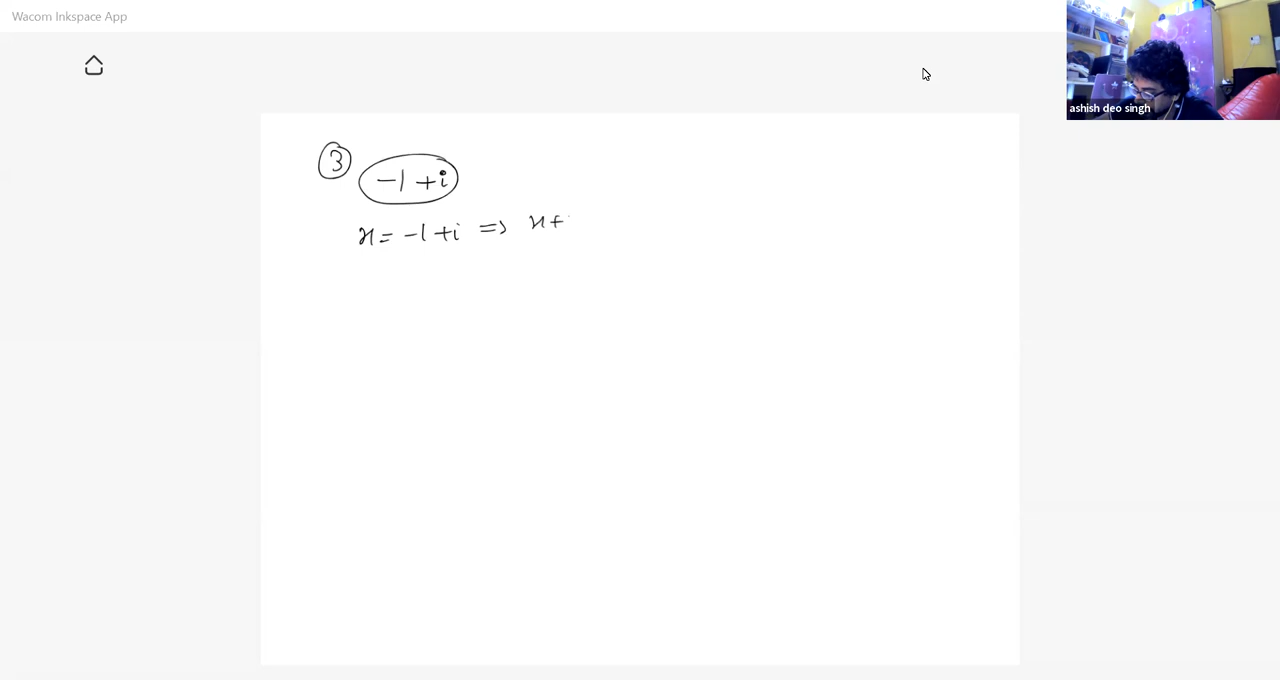 Wacom Inkspace App
ashish deo singh
③ -1 + i
x = -1 + i => x +